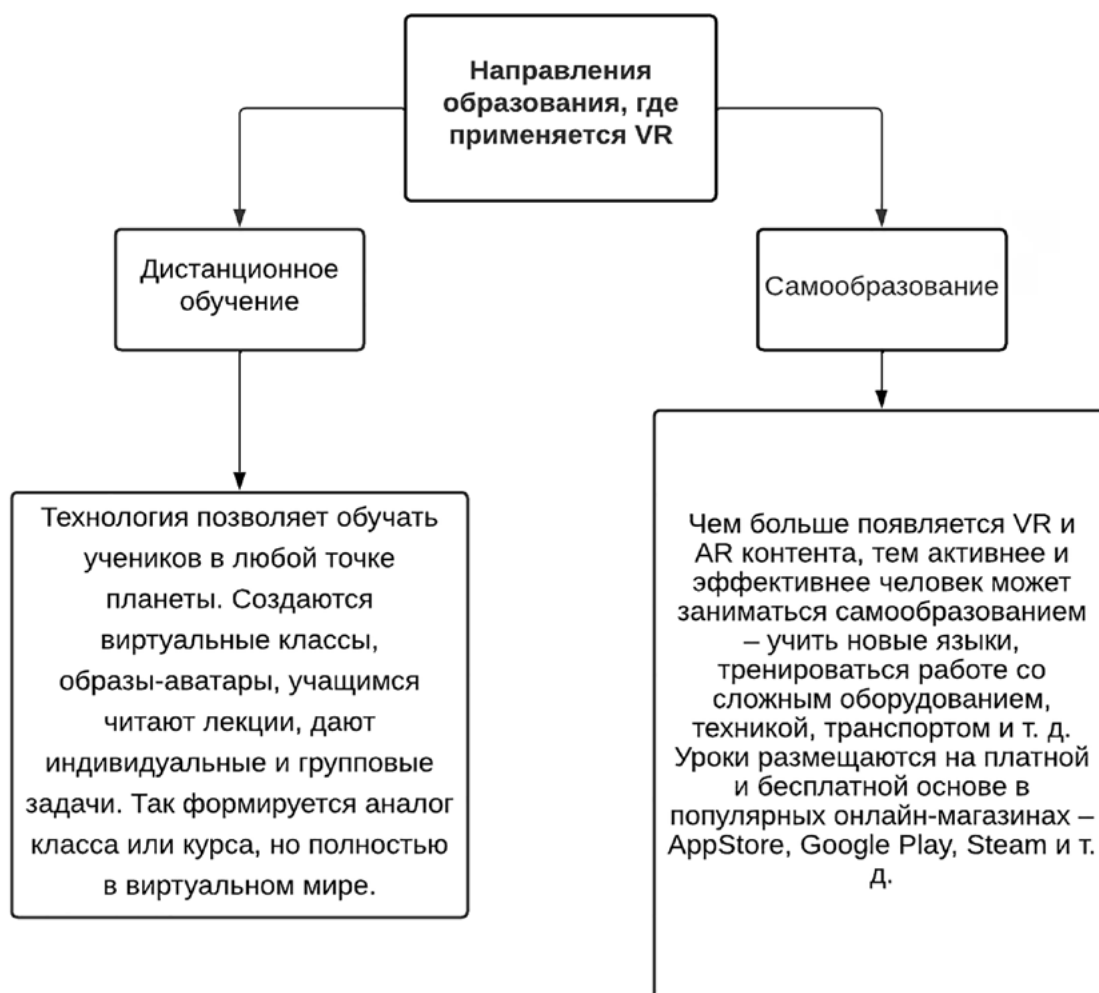 Направления
образования, где
применяется VR
Дистанционное
обучение
Самообразование
Технология позволяет обучать
учеников в любой точке
планеты. Создаются
виртуальные классы,
образы-аватары, учащимся
читают лекции, дают
индивидуальные и групповые
задачи. Так формируется аналог
класса или курса, но полностью
в виртуальном мире.
Чем больше появляется VR и
AR контента, тем активнее и
эффективнее человек может
заниматься самообразованием
– учить новые языки,
тренироваться работе со
сложным оборудованием,
техникой, транспортом и т. д.
Уроки размещаются на платной
и бесплатной основе в
популярных онлайн-магазинах –
AppStore, Google Play, Steam и т.
д.